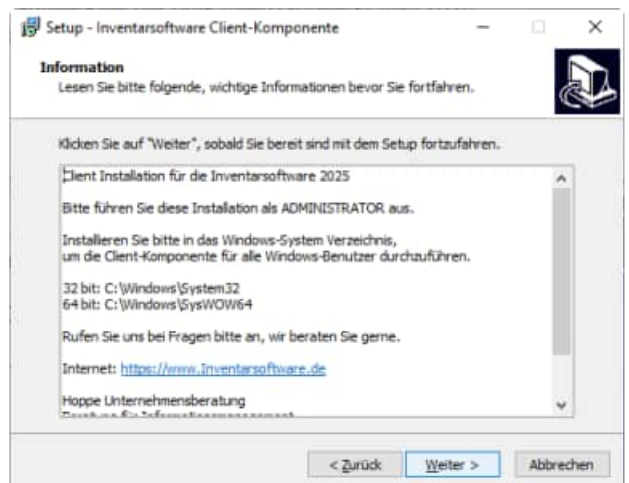 Setup - Inventarsoftware Client-Komponente
Information
Lesen Sie bitte folgende, wichtige Informationen bevor Sie fortfahren.
Klicken Sie auf "Weiter", sobald Sie bereit sind mit dem Setup fortzufahren.
Client Installation für die Inventarsoftware 2025
Bitte führen Sie diese Installation als ADMINISTRATOR aus.
Installieren Sie bitte in das Windows-System Verzeichnis,
um die Client-Komponente für alle Windows-Benutzer durchzuführen.
32 bit: C:\Windows\System32
64 bit: C:\Windows\SysWOW64
Rufen Sie uns bei Fragen bitte an, wir beraten Sie gerne.
Internet: https://www.Inventarsoftware.de
Hoppe Unternehmensberatung
< Zurück Weiter > Abbrechen